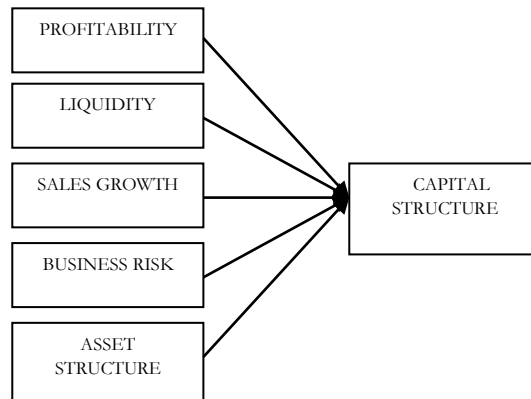 PROFITABILITY
LIQUIDITY
SALES GROWTH
BUSINESS RISK
ASSET
STRUCTURE
CAPITAL
STRUCTURE